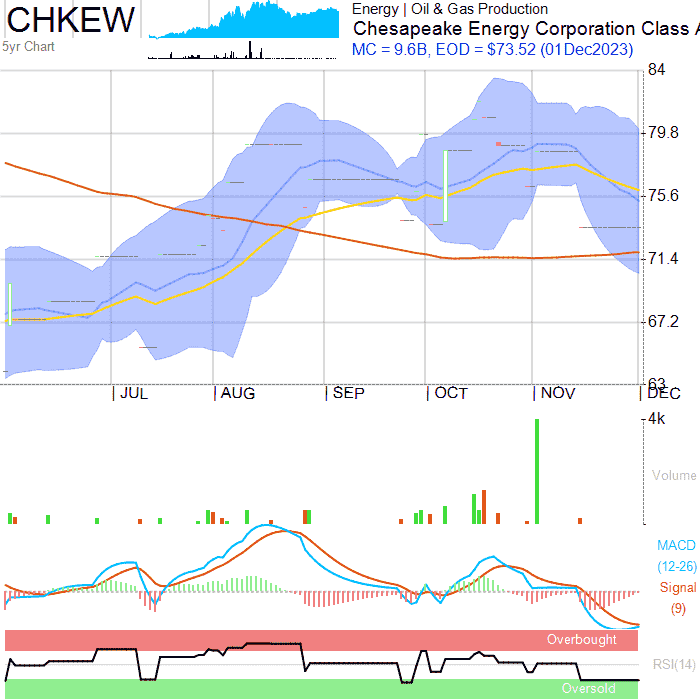 CHKEW
5yr Chart
Energy | Oil & Gas Production
Chesapeake Energy Corporation Class A
MC = 9.6B, EOD = $73.52 (01Dec2023)
84
79.8
75.6
71.4
67.2
63
JUL AUG SEP OCT NOV DEC
4k
Volume
MACD
(12-26)
Signal
(9)
Overbought
RSI(14)
Oversold